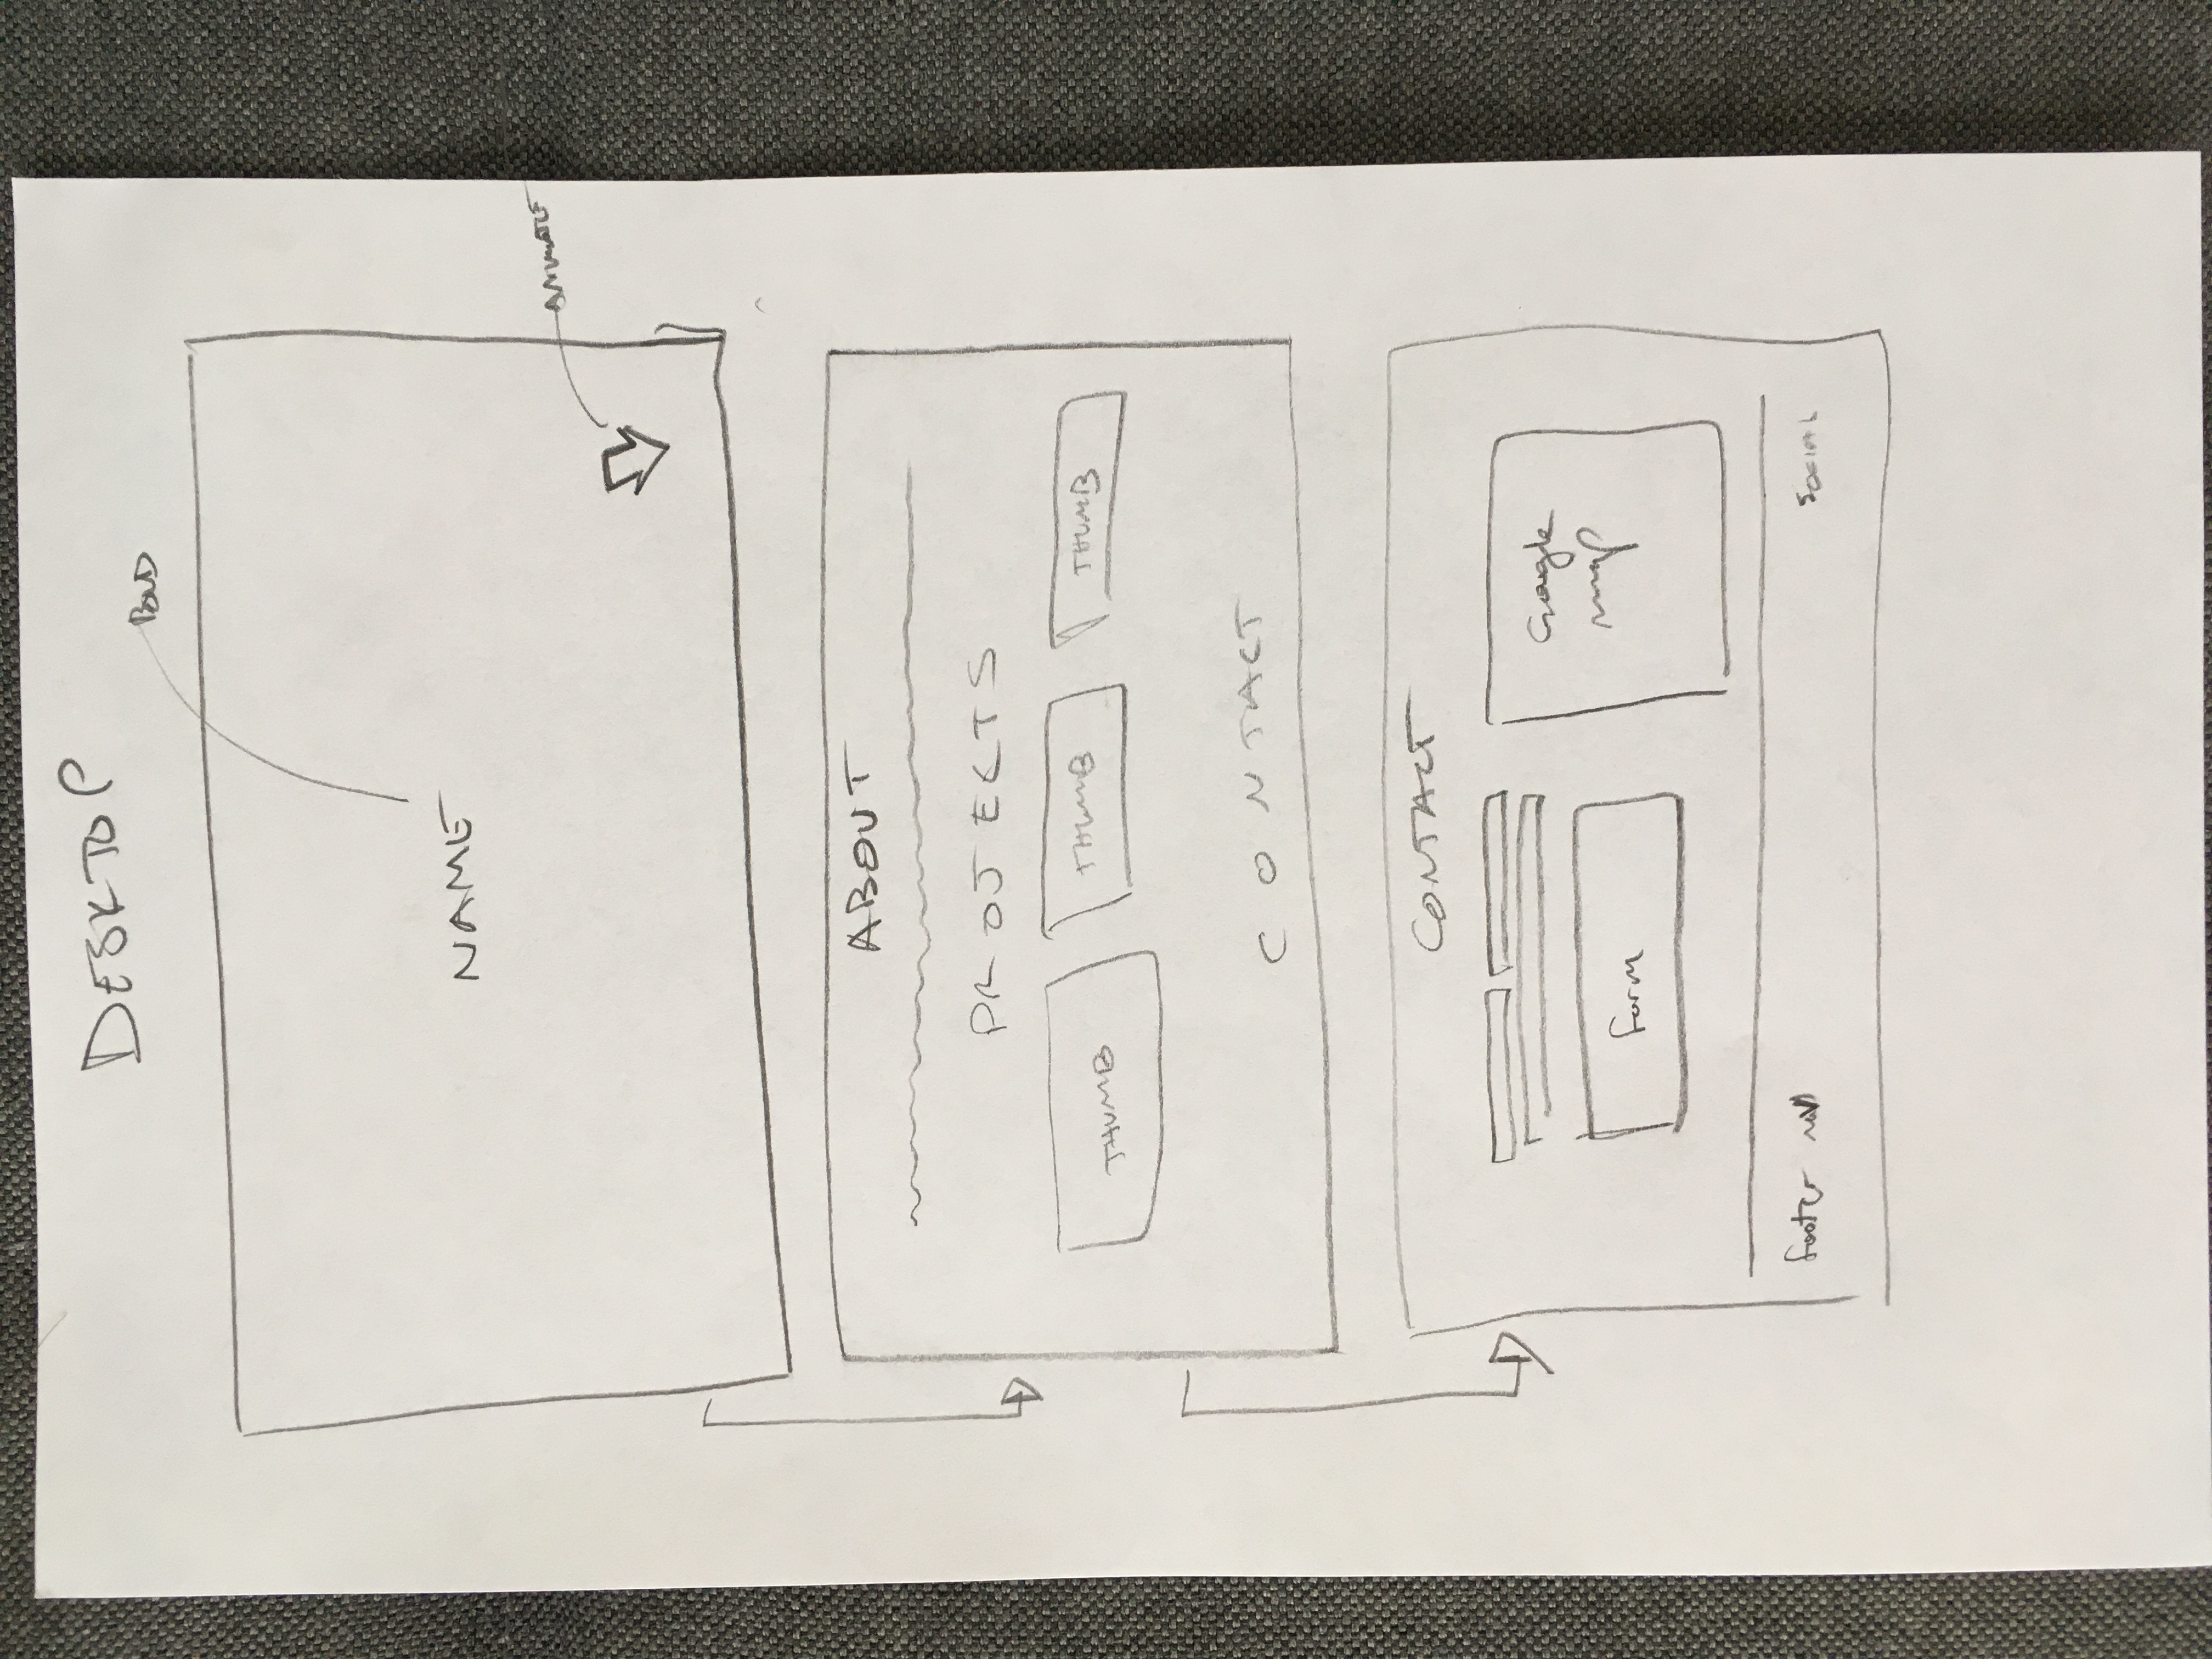 DESKTOP
BOLD
NAME
ANIMATE
ABOUT
PROJECTS
THUMB THUMB THUMB
CONTACT
CONTACT
Google
map
form
footer nav
SOCIAL